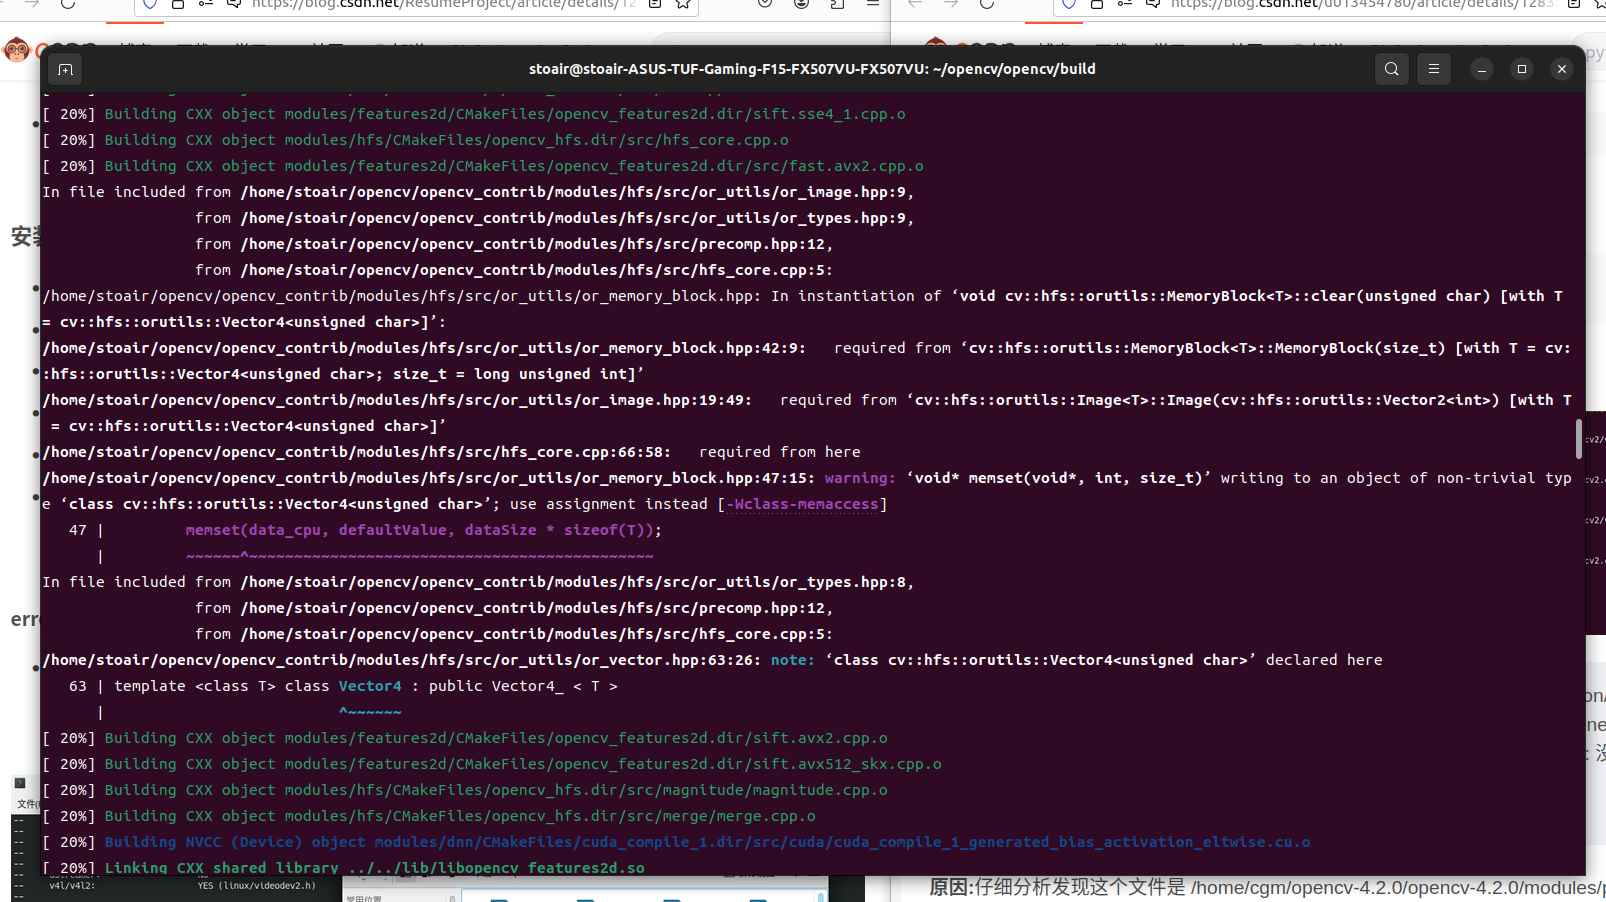 https://blog.csdn.net/ResumeProject/article/details/12
https://blog.csdn.net/u013454780/article/details/128
stoair@stoair-ASUS-TUF-Gaming-F15-FX507VU-FX507VU: ~/opencv/opencv/build
[ 20%] Building CXX object modules/features2d/CMakeFiles/opencv_features2d.dir/sift.sse4_1.cpp.o
[ 20%] Building CXX object modules/hfs/CMakeFiles/opencv_hfs.dir/src/hfs_core.cpp.o
[ 20%] Building CXX object modules/features2d/CMakeFiles/opencv_features2d.dir/src/fast.avx2.cpp.o
In file included from /home/stoair/opencv/opencv_contrib/modules/hfs/src/or_utils/or_image.hpp:9,
from /home/stoair/opencv/opencv_contrib/modules/hfs/src/or_utils/or_types.hpp:9,
from /home/stoair/opencv/opencv_contrib/modules/hfs/src/precomp.hpp:12,
from /home/stoair/opencv/opencv_contrib/modules/hfs/src/hfs_core.cpp:5:
/home/stoair/opencv/opencv_contrib/modules/hfs/src/or_utils/or_memory_block.hpp: In instantiation of ‘void cv::hfs::orutils::MemoryBlock<T>::clear(unsigned char) [with T
= cv::hfs::orutils::Vector4<unsigned char>]’:
/home/stoair/opencv/opencv_contrib/modules/hfs/src/or_utils/or_memory_block.hpp:42:9:   required from ‘cv::hfs::orutils::MemoryBlock<T>::MemoryBlock(size_t) [with T = cv:
:hfs::orutils::Vector4<unsigned char>; size_t = long unsigned int]’
/home/stoair/opencv/opencv_contrib/modules/hfs/src/or_utils/or_image.hpp:19:49:   required from ‘cv::hfs::orutils::Image<T>::Image(cv::hfs::orutils::Vector2<int>) [with T
= cv::hfs::orutils::Vector4<unsigned char>]’
/home/stoair/opencv/opencv_contrib/modules/hfs/src/hfs_core.cpp:66:58:   required from here
/home/stoair/opencv/opencv_contrib/modules/hfs/src/or_utils/or_memory_block.hpp:47:15: warning: ‘void* memset(void*, int, size_t)’ writing to an object of non-trivial typ
e ‘class cv::hfs::orutils::Vector4<unsigned char>’; use assignment instead [-Wclass-memaccess]
47 |         memset(data_cpu, defaultValue, dataSize * sizeof(T));
|         ~~~~~~^~~~~~~~~~~~~~~~~~~~~~~~~~~~~~~~~~~~~~~~~~~~~~
In file included from /home/stoair/opencv/opencv_contrib/modules/hfs/src/or_utils/or_types.hpp:8,
from /home/stoair/opencv/opencv_contrib/modules/hfs/src/precomp.hpp:12,
from /home/stoair/opencv/opencv_contrib/modules/hfs/src/hfs_core.cpp:5:
/home/stoair/opencv/opencv_contrib/modules/hfs/src/or_utils/or_vector.hpp:63:26: note: ‘class cv::hfs::orutils::Vector4<unsigned char>’ declared here
63 | template <class T> class Vector4 : public Vector4_ < T >
|                          ^~~~~~~
[ 20%] Building CXX object modules/features2d/CMakeFiles/opencv_features2d.dir/sift.avx2.cpp.o
[ 20%] Building CXX object modules/features2d/CMakeFiles/opencv_features2d.dir/sift.avx512_skx.cpp.o
[ 20%] Building CXX object modules/hfs/CMakeFiles/opencv_hfs.dir/src/magnitude/magnitude.cpp.o
[ 20%] Building CXX object modules/hfs/CMakeFiles/opencv_hfs.dir/src/merge/merge.cpp.o
[ 20%] Building NVCC (Device) object modules/dnn/CMakeFiles/cuda_compile_1.dir/src/cuda/cuda_compile_1_generated_bias_activation_eltwise.cu.o
[ 20%] Linking CXX shared library ../../lib/libopencv_features2d.so
v4l/v4l2: YES (linux/videodev2.h)
常用位置
原因:仔细分析发现这个文件是 /home/cgm/opencv-4.2.0/opencv-4.2.0/modules/p